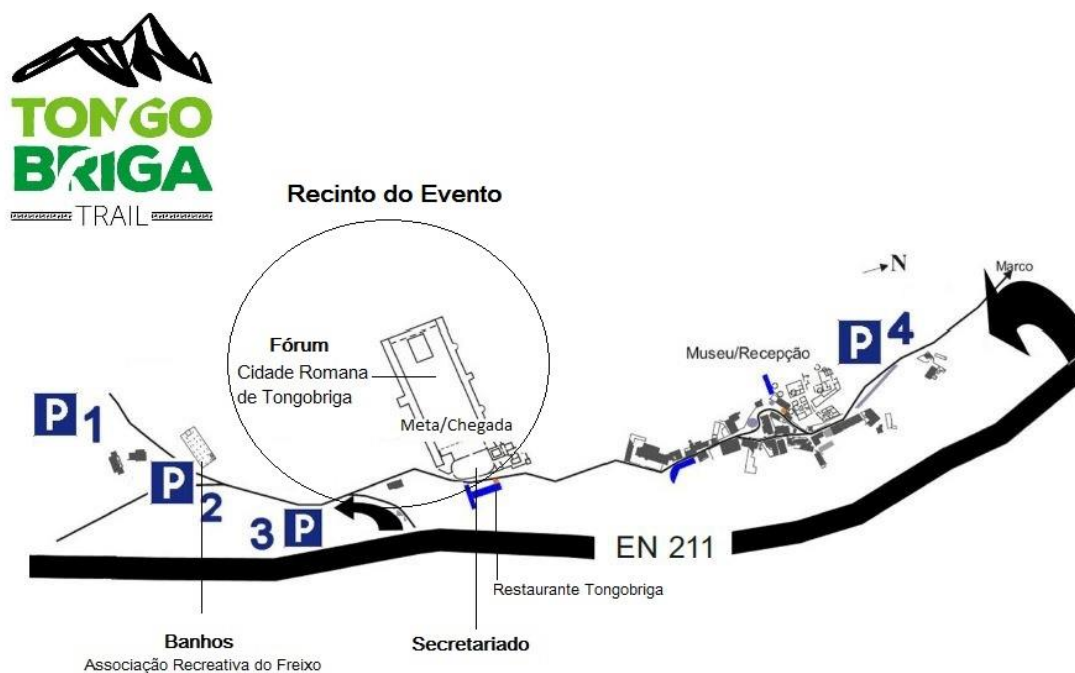 TONGO
BRIGA
TRAIL
Recinto do Evento
N
Marco
P 4
Museu/Recepção
Fórum
Cidade Romana
de Tongobriga
Meta/Chegada
P 1
P 2
3 P
EN 211
Restaurante Tongobriga
Banhos
Associação Recreativa do Freixo
Secretariado